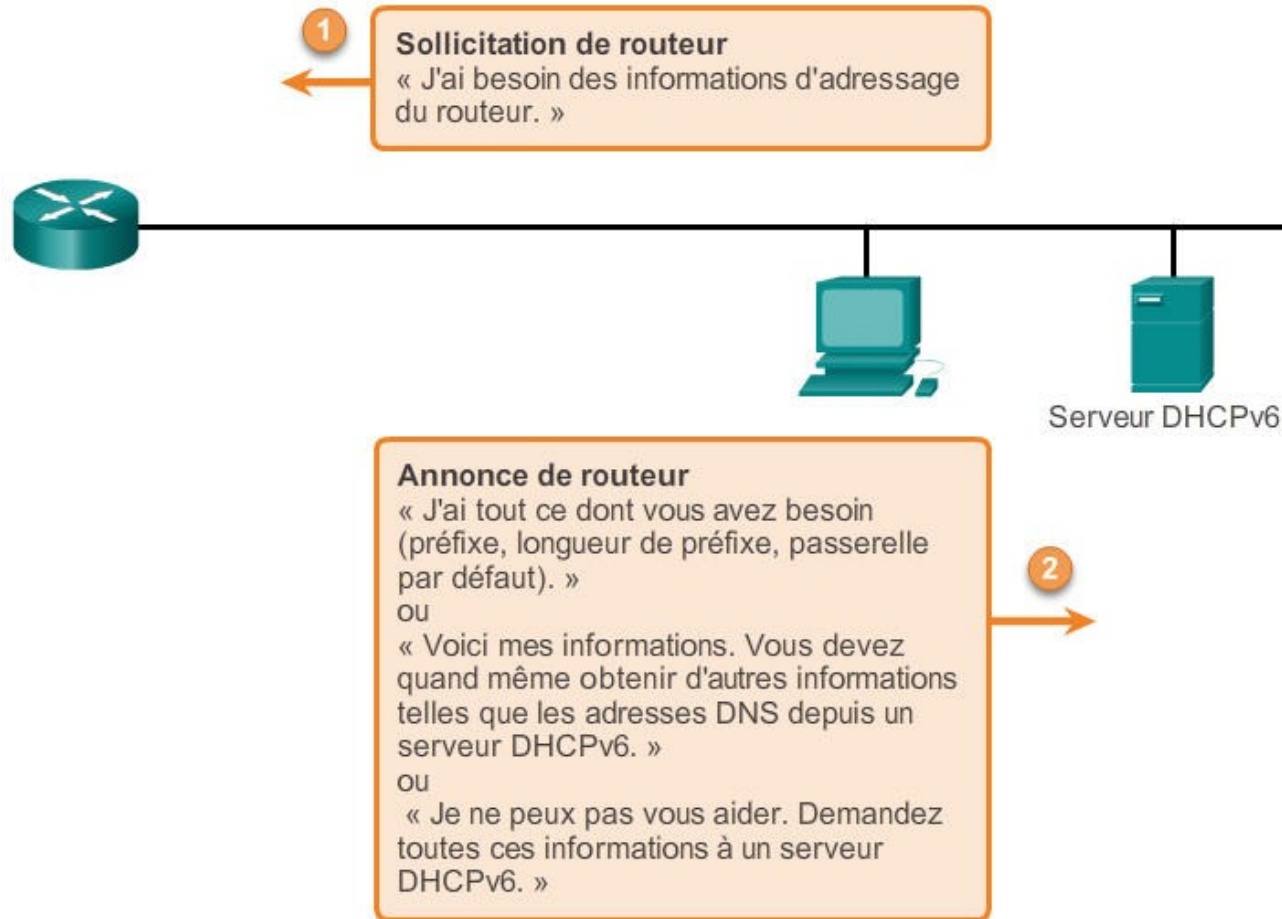 1
Sollicitation de routeur
« J'ai besoin des informations d'adressage
du routeur. »
Serveur DHCPv6
Annonce de routeur
« J'ai tout ce dont vous avez besoin
(préfixe, longueur de préfixe, passerelle
par défaut). »
ou
« Voici mes informations. Vous devez
quand même obtenir d'autres informations
telles que les adresses DNS depuis un
serveur DHCPv6. »
ou
« Je ne peux pas vous aider. Demandez
toutes ces informations à un serveur
DHCPv6. »
2